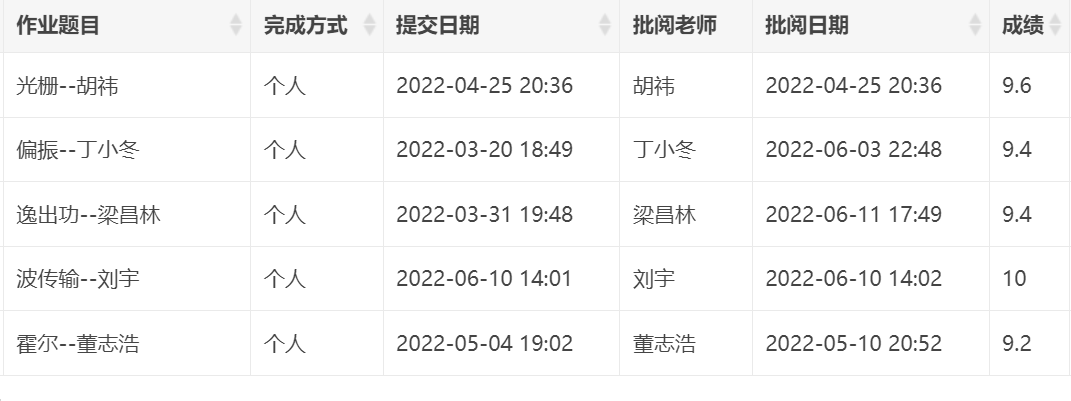 作业题目 完成方式 提交日期 批阅老师 批阅日期 成绩
光栅--胡祎 个人 2022-04-25 20:36 胡祎 2022-04-25 20:36 9.6
偏振--丁小冬 个人 2022-03-20 18:49 丁小冬 2022-06-03 22:48 9.4
逸出功--梁昌林 个人 2022-03-31 19:48 梁昌林 2022-06-11 17:49 9.4
波传输--刘宇 个人 2022-06-10 14:01 刘宇 2022-06-10 14:02 10
霍尔--董志浩 个人 2022-05-04 19:02 董志浩 2022-05-10 20:52 9.2